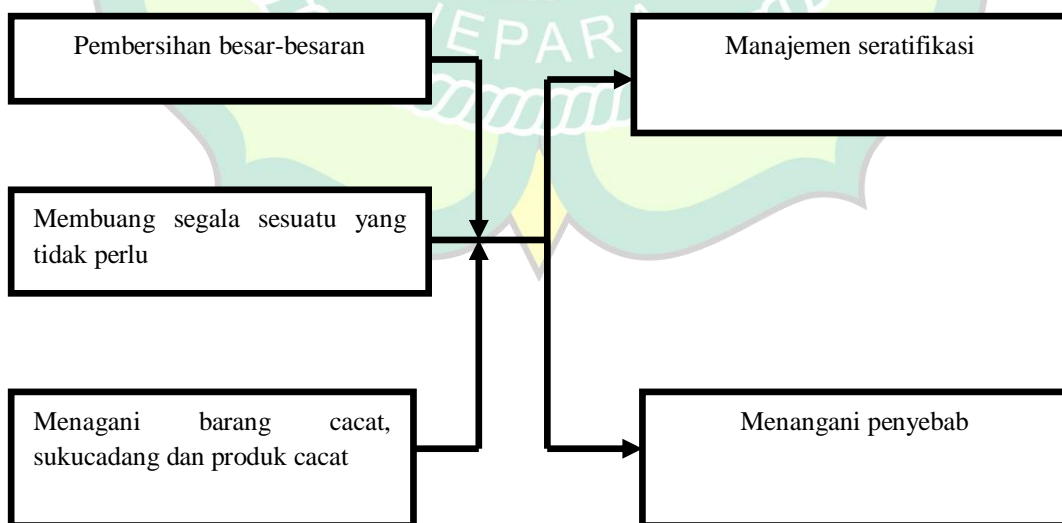 JEPARA
Pembersihan besar-besaran
Manajemen seratifikasi
Membuang segala sesuatu yang
tidak perlu
Menagani barang cacat,
sukucadang dan produk cacat
Menangani penyebab